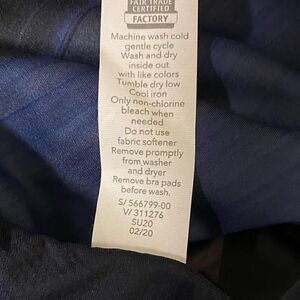 FAIR TRADE
CERTIFIED
FACTORY
Machine wash cold
gentle cycle
Wash and dry
inside out
with like colors
Tumble dry low
Cool iron
Only non-chlorine
bleach when
needed
Do not use
fabric softener
Remove promptly
from washer
and dryer
Remove bra pads
before wash.
S/ 566799-00
V/ 311276
SU20
02/20